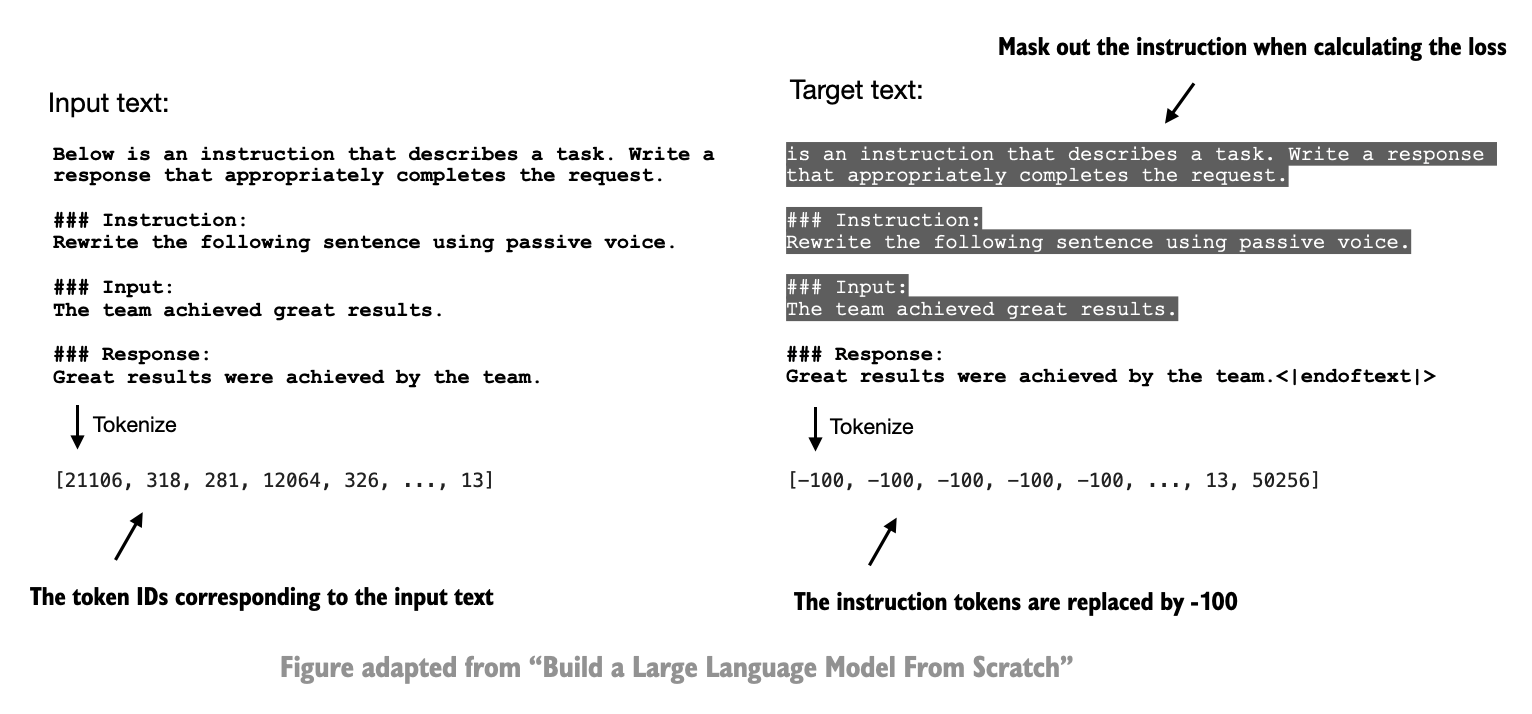 Mask out the instruction when calculating the loss
Input text:
Below is an instruction that describes a task. Write a
response that appropriately completes the request.
### Instruction:
Rewrite the following sentence using passive voice.
### Input:
The team achieved great results.
### Response:
Great results were achieved by the team.
Tokenize
[21106, 318, 281, 12064, 326, ..., 13]
The token IDs corresponding to the input text
Target text:
is an instruction that describes a task. Write a response
that appropriately completes the request.
### Instruction:
Rewrite the following sentence using passive voice.
### Input:
The team achieved great results.
### Response:
Great results were achieved by the team.<|endoftext|>
Tokenize
[-100, -100, -100, -100, -100, ..., 13, 50256]
The instruction tokens are replaced by -100
Figure adapted from “Build a Large Language Model From Scratch”